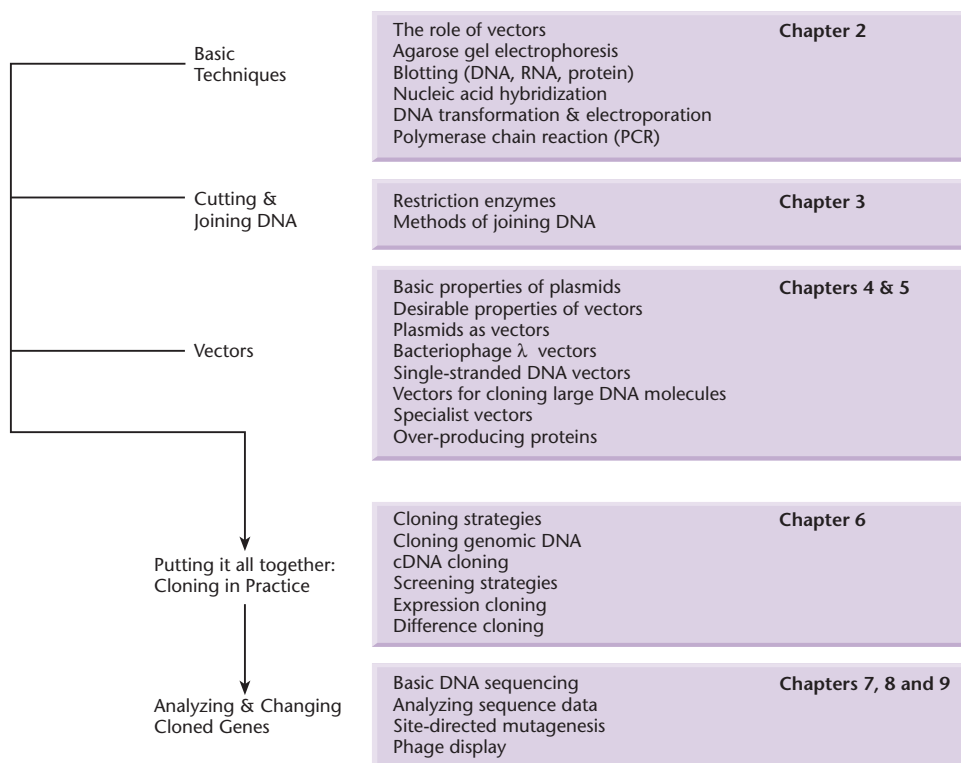 Basic
Techniques
The role of vectors
Agarose gel electrophoresis
Blotting (DNA, RNA, protein)
Nucleic acid hybridization
DNA transformation & electroporation
Polymerase chain reaction (PCR)
Chapter 2
Cutting &
Joining DNA
Restriction enzymes
Methods of joining DNA
Chapter 3
Vectors
Basic properties of plasmids
Desirable properties of vectors
Plasmids as vectors
Bacteriophage λ vectors
Single-stranded DNA vectors
Vectors for cloning large DNA molecules
Specialist vectors
Over-producing proteins
Chapters 4 & 5
Putting it all together:
Cloning in Practice
Cloning strategies
Cloning genomic DNA
cDNA cloning
Screening strategies
Expression cloning
Difference cloning
Chapter 6
Analyzing & Changing
Cloned Genes
Basic DNA sequencing
Analyzing sequence data
Site-directed mutagenesis
Phage display
Chapters 7, 8 and 9